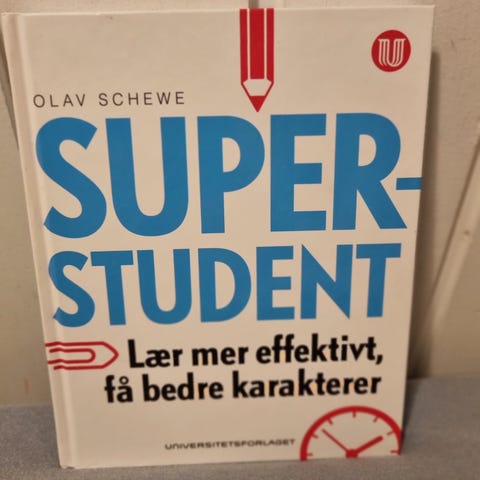 U
OLAV SCHEWE
SUPER-
STUDENT
Lær mer effektivt,
få bedre karakterer
UNIVERSITETSFORLAGET